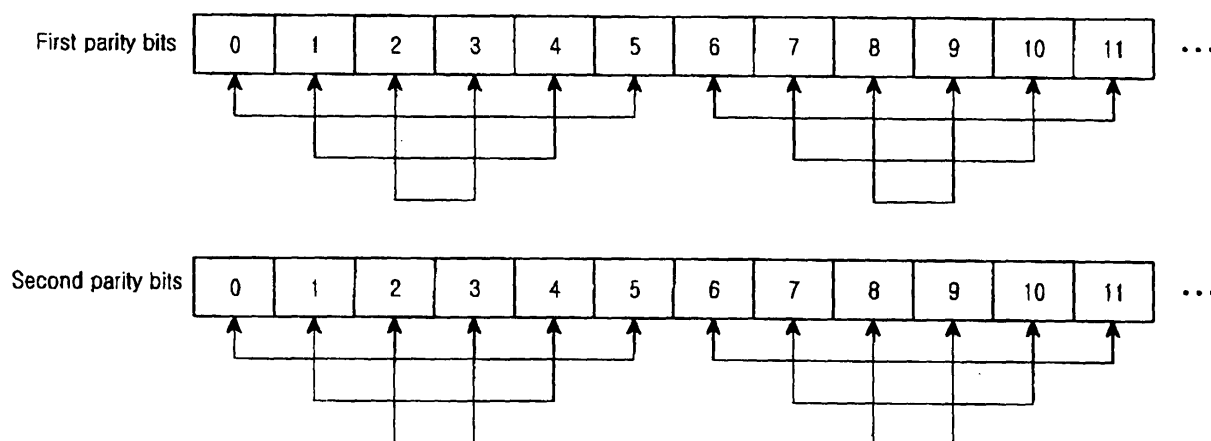 First parity bits 0 1 2 3 4 5 6 7 8 9 10 11 ...
Second parity bits 0 1 2 3 4 5 6 7 8 9 10 11 ...